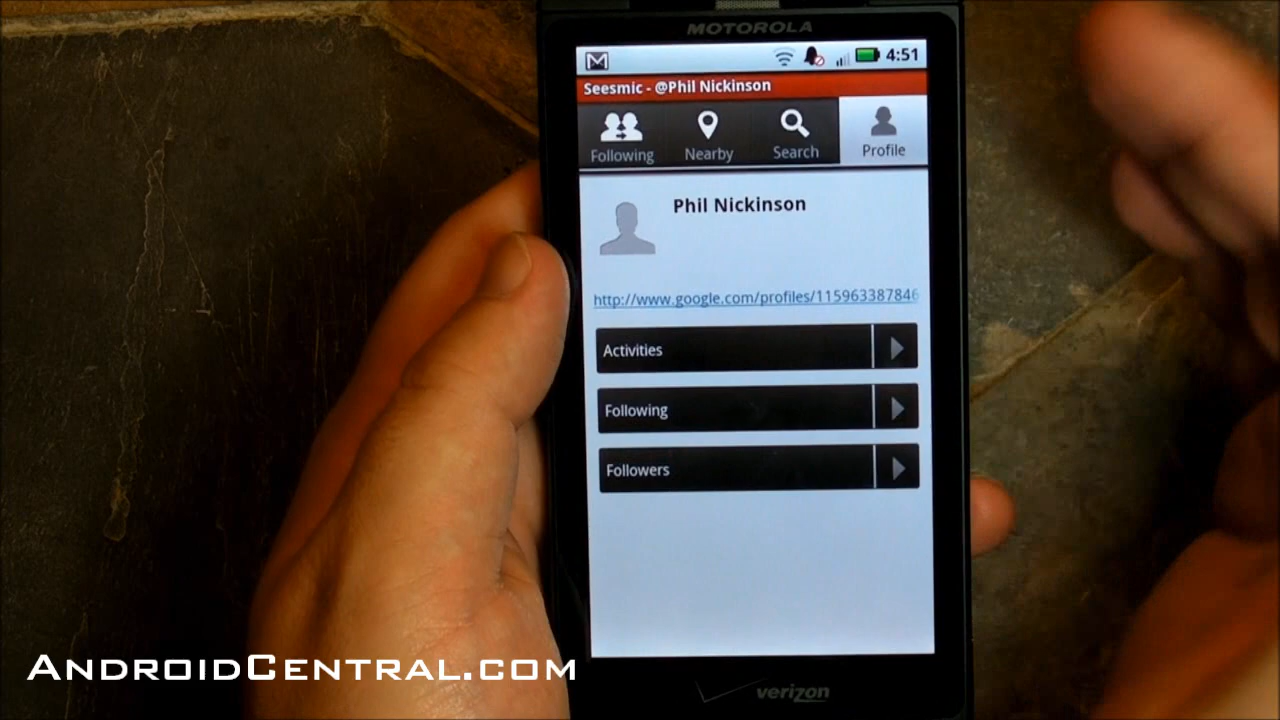 MOTOROLA
4:51
Seesmic - @Phil Nickinson
Following
Nearby
Search
Profile
Phil Nickinson
http://www.google.com/profiles/115963387846
Activities
Following
Followers
ANDROIDCENTRAL.COM
verizon